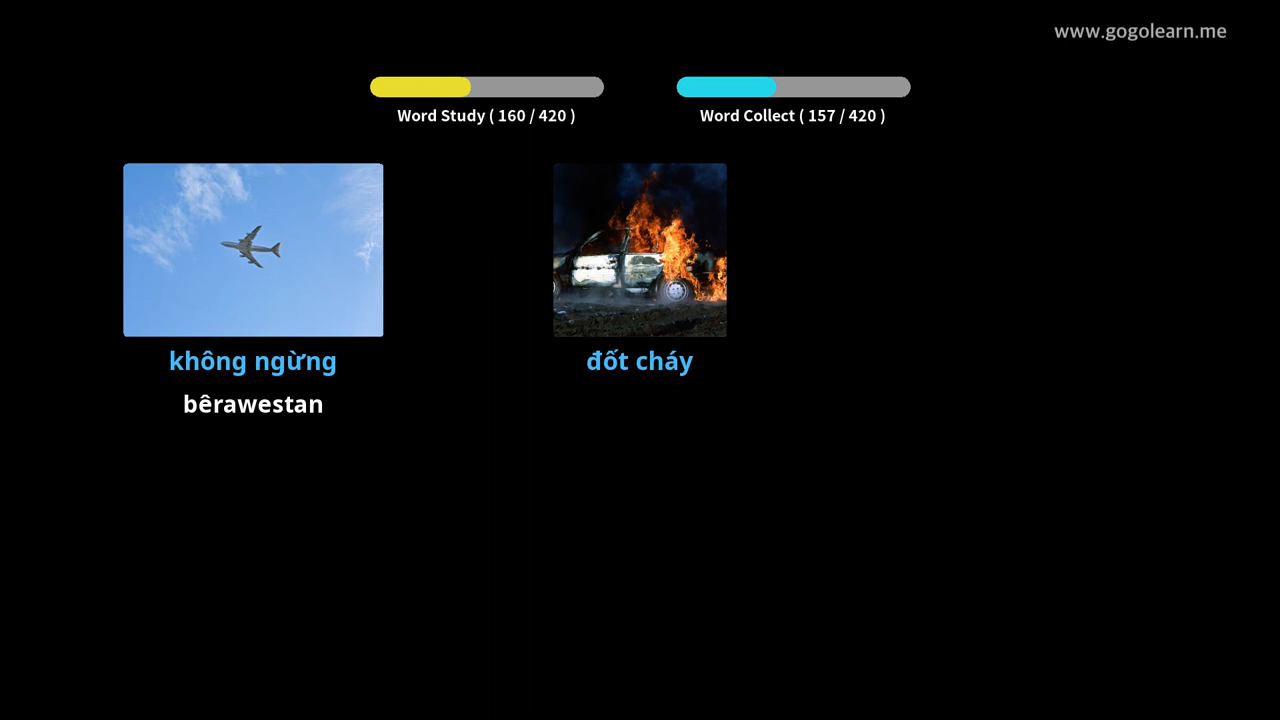 www.gogolearn.me
Word Study ( 160 / 420 )
Word Collect ( 157 / 420 )
không ngừng
đốt cháy
bêrawestan